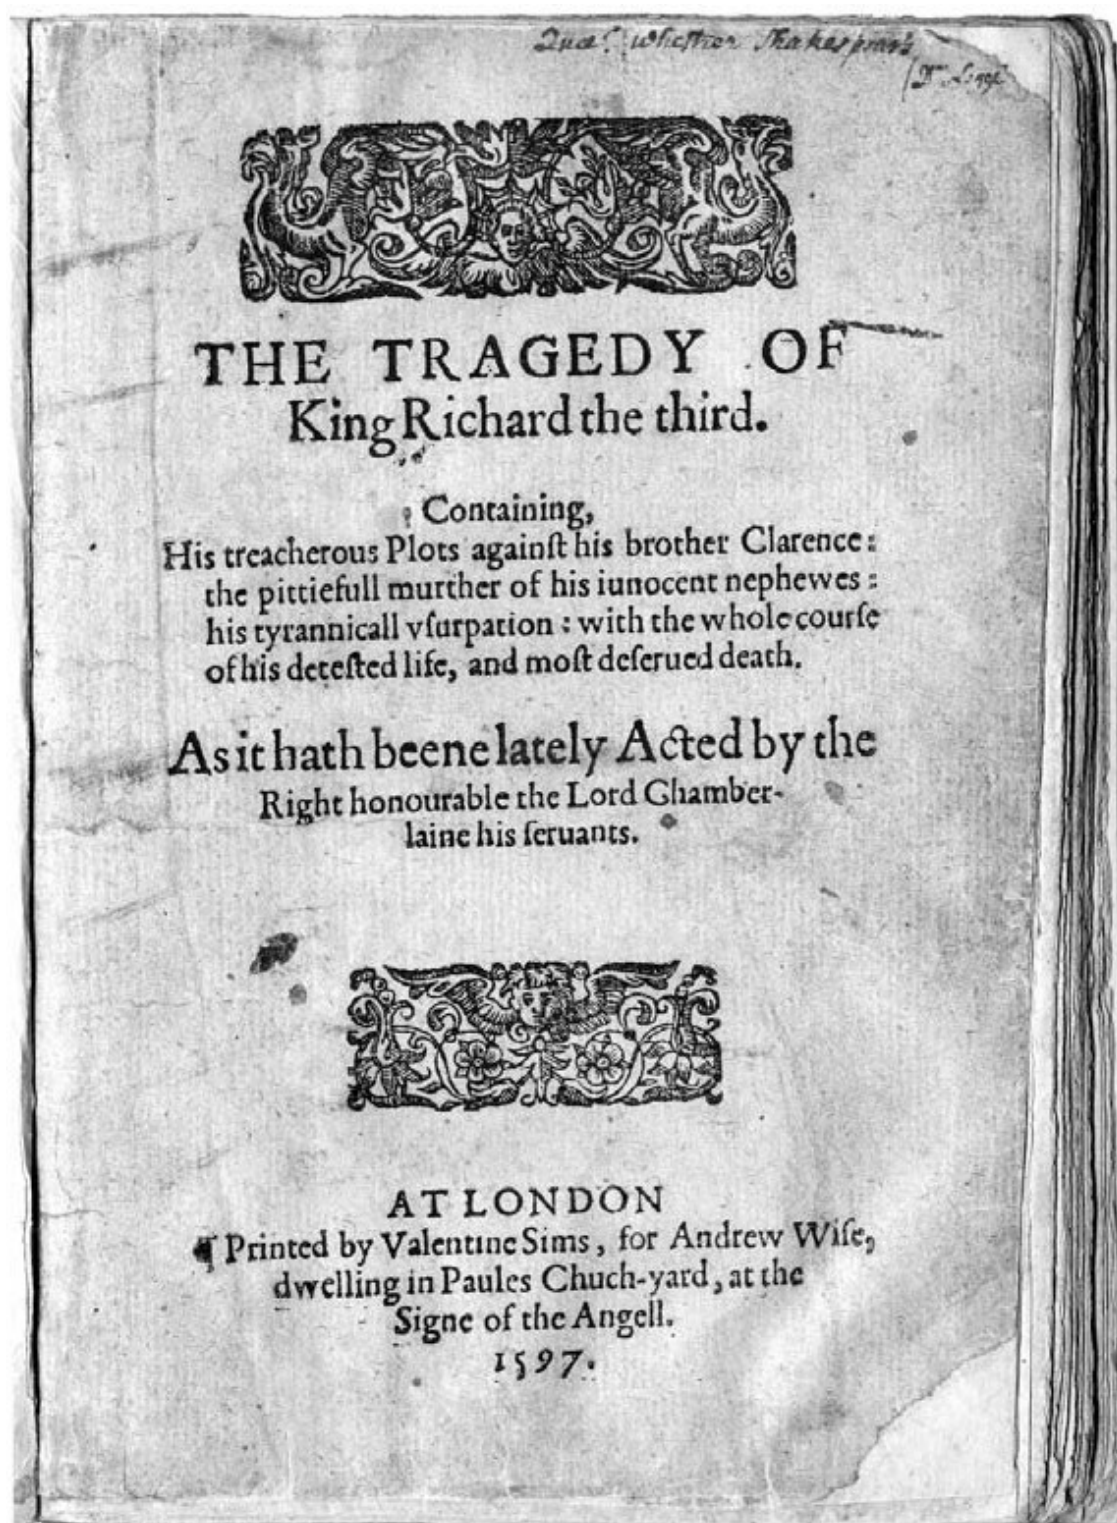 Quæ. whether Shakespear's
THE TRAGEDY OF
King Richard the third.
Containing,
His treacherous Plots againſt his brother Clarence:
the pittiefull murther of his iunocent nephewes:
his tyrannicall vſurpation: with the whole courſe
of his deteſted life, and moſt deſerued death.
As it hath beene lately Acted by the
Right honourable the Lord Chamber-
laine his ſeruants.
AT LONDON
¶ Printed by Valentine Sims, for Andrew Wiſe,
dwelling in Paules Chuch-yard, at the
Signe of the Angell.
1597.